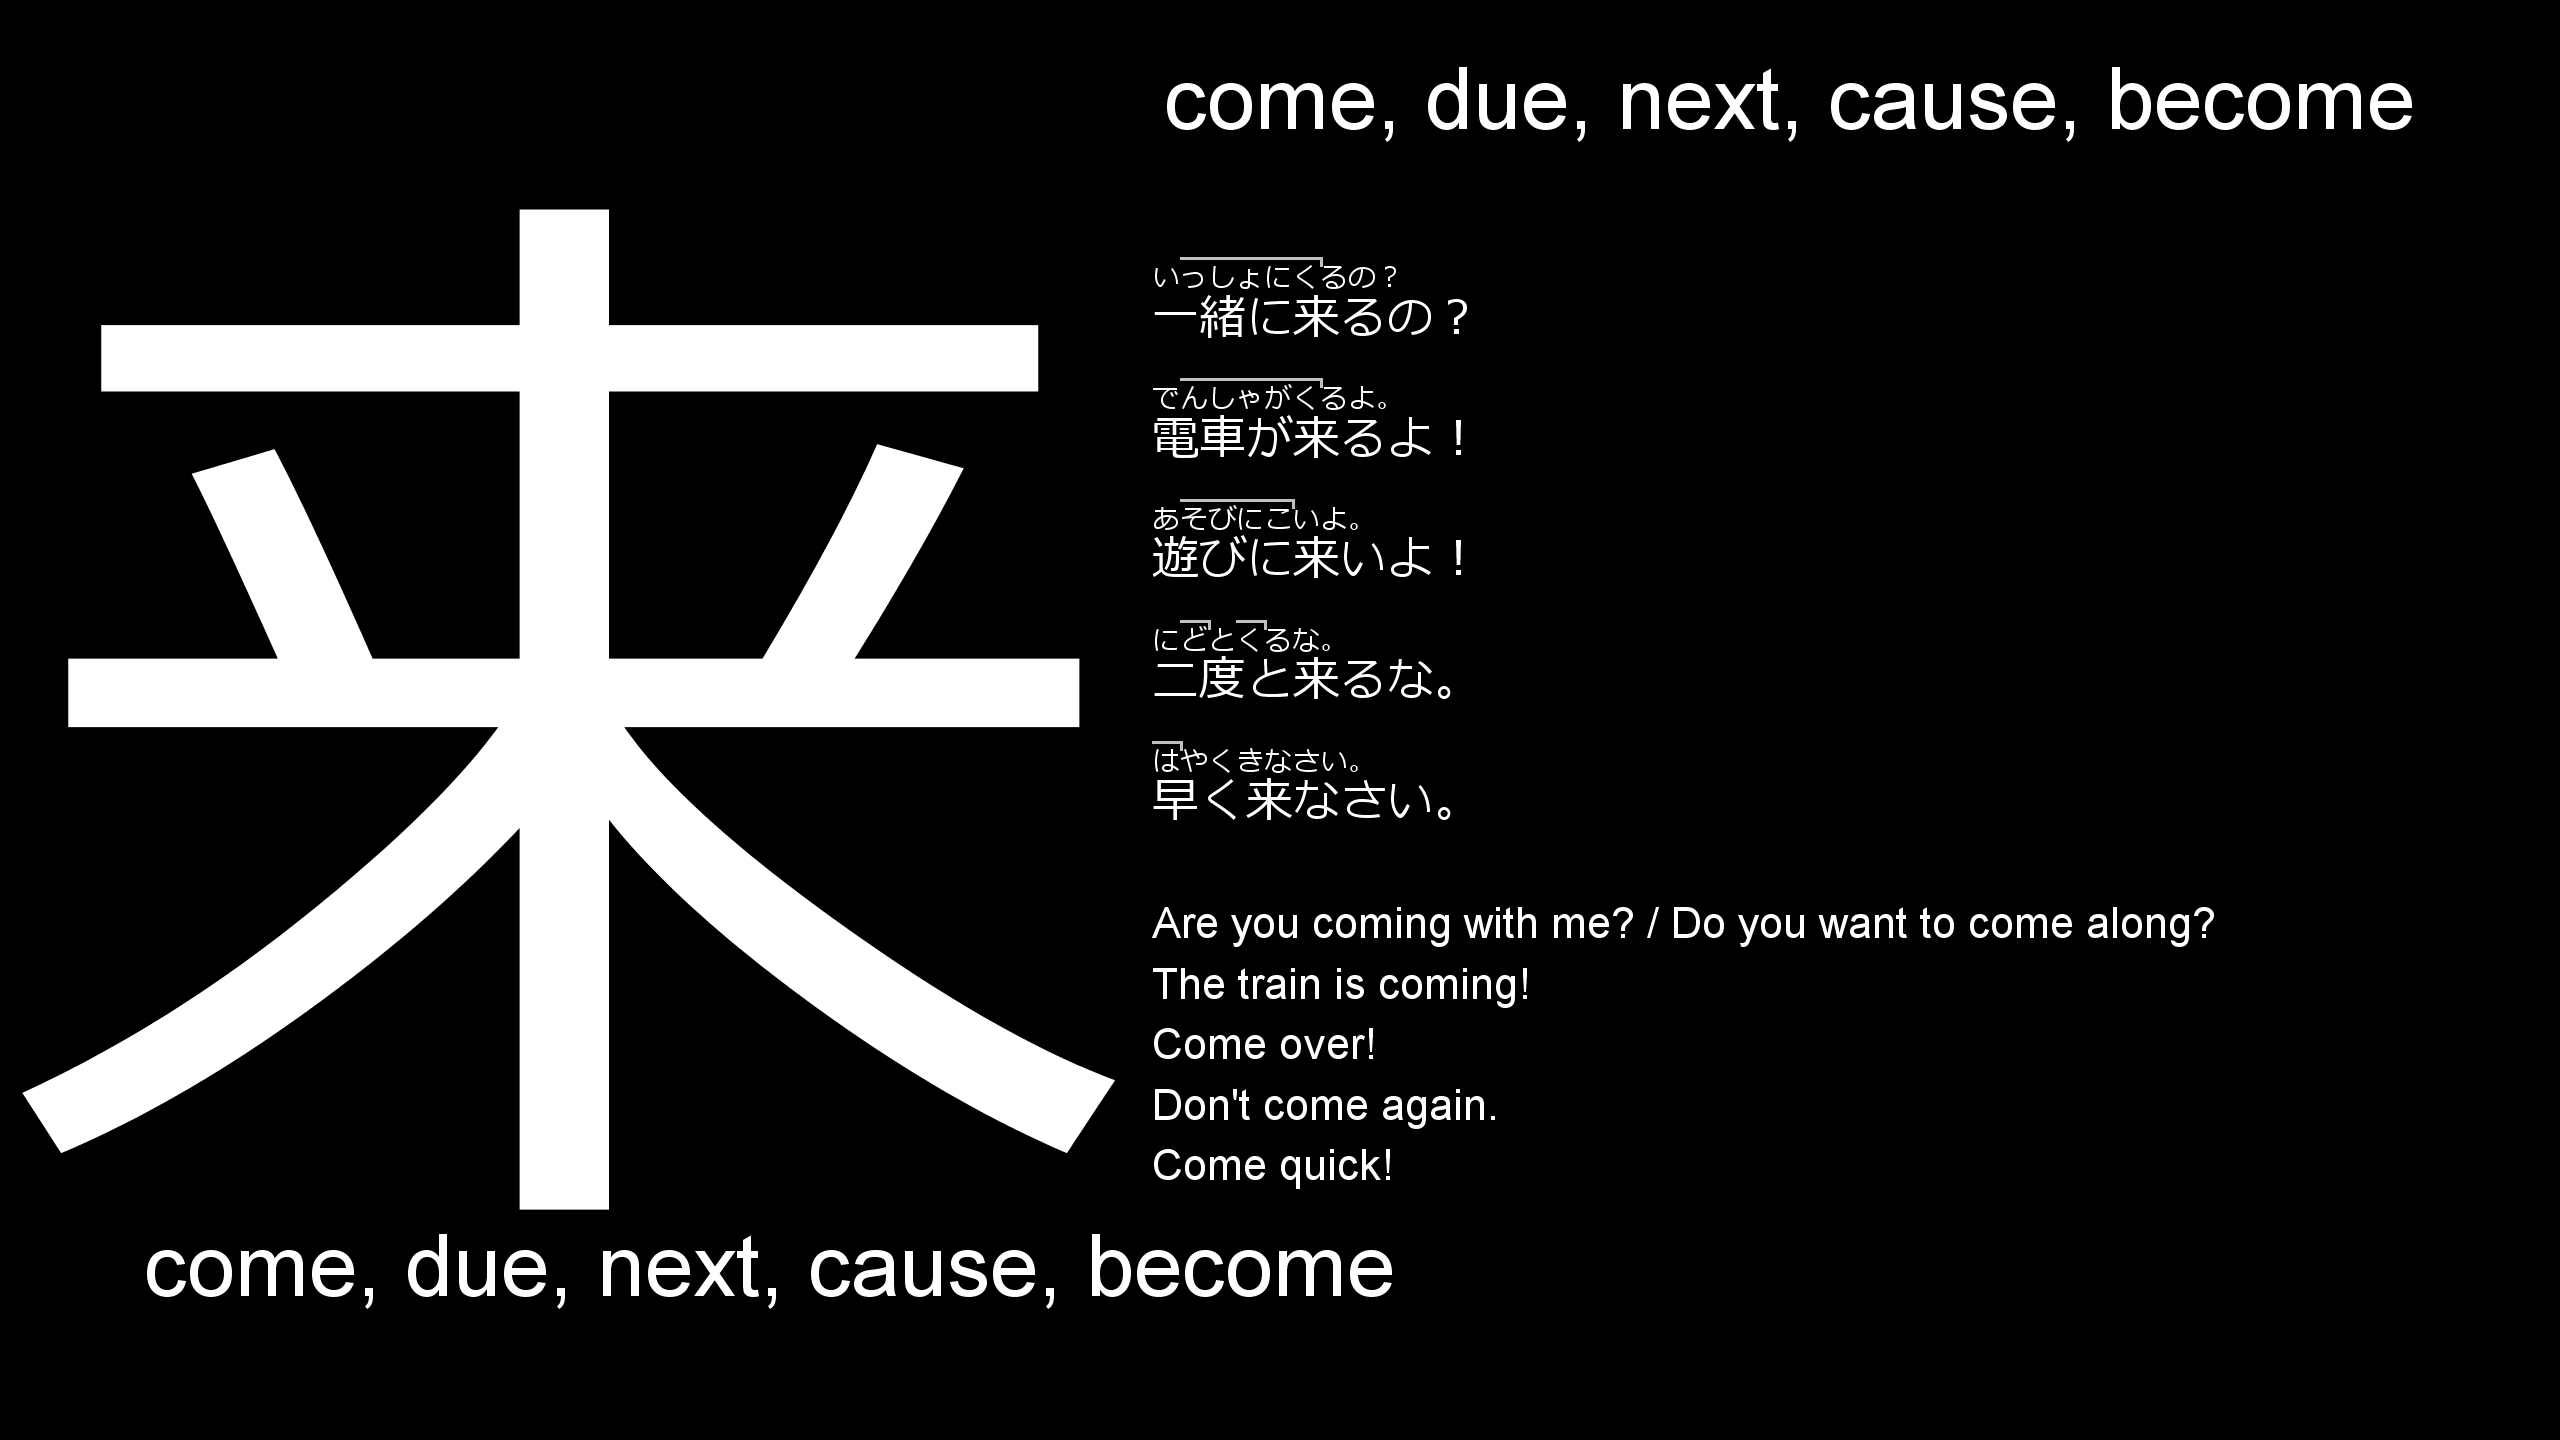 来
come, due, next, cause, become
come, due, next, cause, become
いっしょにくるの？
一緒に来るの？
でんしゃがくるよ。
電車が来るよ！
あそびにこいよ。
遊びに来いよ！
にどとくるな。
二度と来るな。
はやくきなさい。
早く来なさい。
Are you coming with me? / Do you want to come along?
The train is coming!
Come over!
Don't come again.
Come quick!